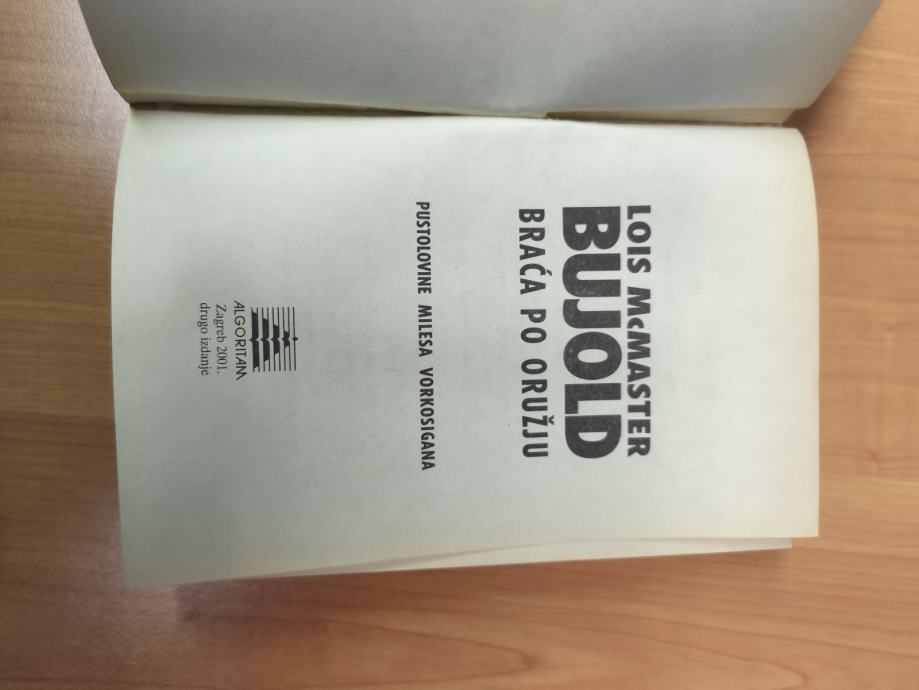 LOIS McMASTER
BUJOLD
BRAĆA PO ORUŽJU
PUSTOLOVINE MILESA VORKOSIGANA
ALGORITAM
Zagreb 2001.
drugo izdanje